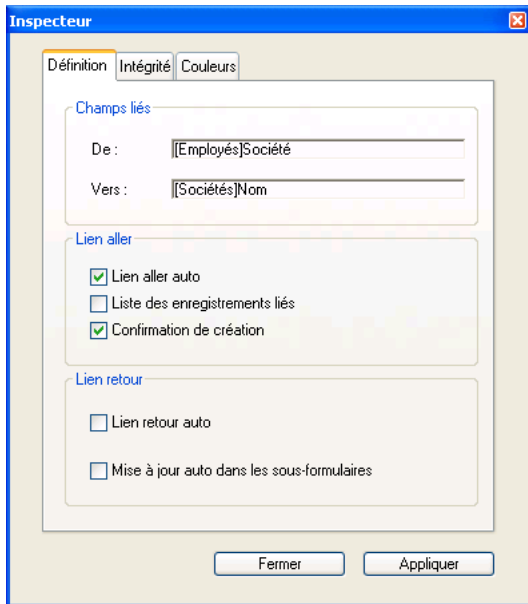 Inspecteur
Définition Intégrité Couleurs
Champs liés
De : [Employés]Société
Vers : [Sociétés]Nom
Lien aller
Lien aller auto
Liste des enregistrements liés
Confirmation de création
Lien retour
Lien retour auto
Mise à jour auto dans les sous-formulaires
Fermer Appliquer